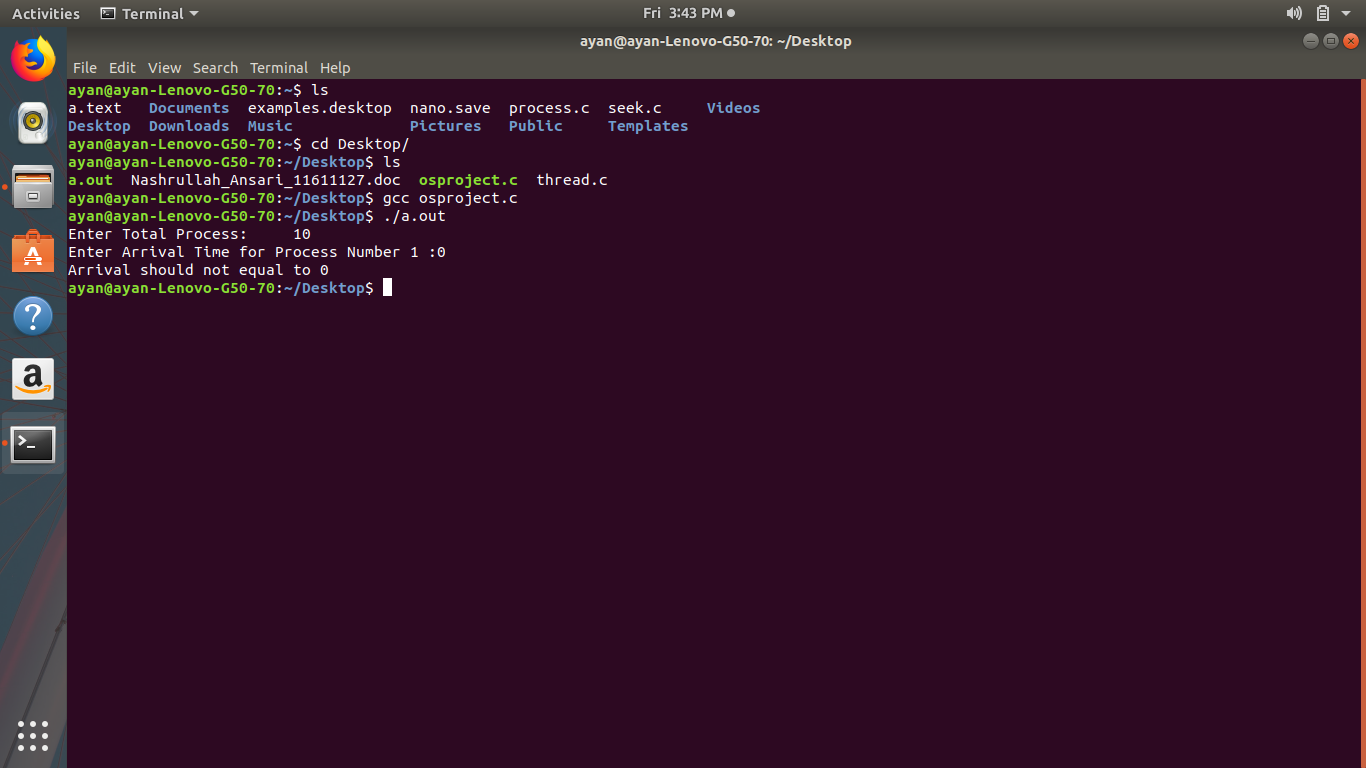 Activities Terminal Fri 3:43 PM
ayan@ayan-Lenovo-G50-70: ~/Desktop
File Edit View Search Terminal Help
ayan@ayan-Lenovo-G50-70:~$ ls
a.text Documents examples.desktop nano.save process.c seek.c Videos
Desktop Downloads Music Pictures Public Templates
ayan@ayan-Lenovo-G50-70:~$ cd Desktop/
ayan@ayan-Lenovo-G50-70:~/Desktop$ ls
a.out Nashrullah_Ansari_11611127.doc osproject.c thread.c
ayan@ayan-Lenovo-G50-70:~/Desktop$ gcc osproject.c
ayan@ayan-Lenovo-G50-70:~/Desktop$ ./a.out
Enter Total Process: 10
Enter Arrival Time for Process Number 1 :0
Arrival should not equal to 0
ayan@ayan-Lenovo-G50-70:~/Desktop$